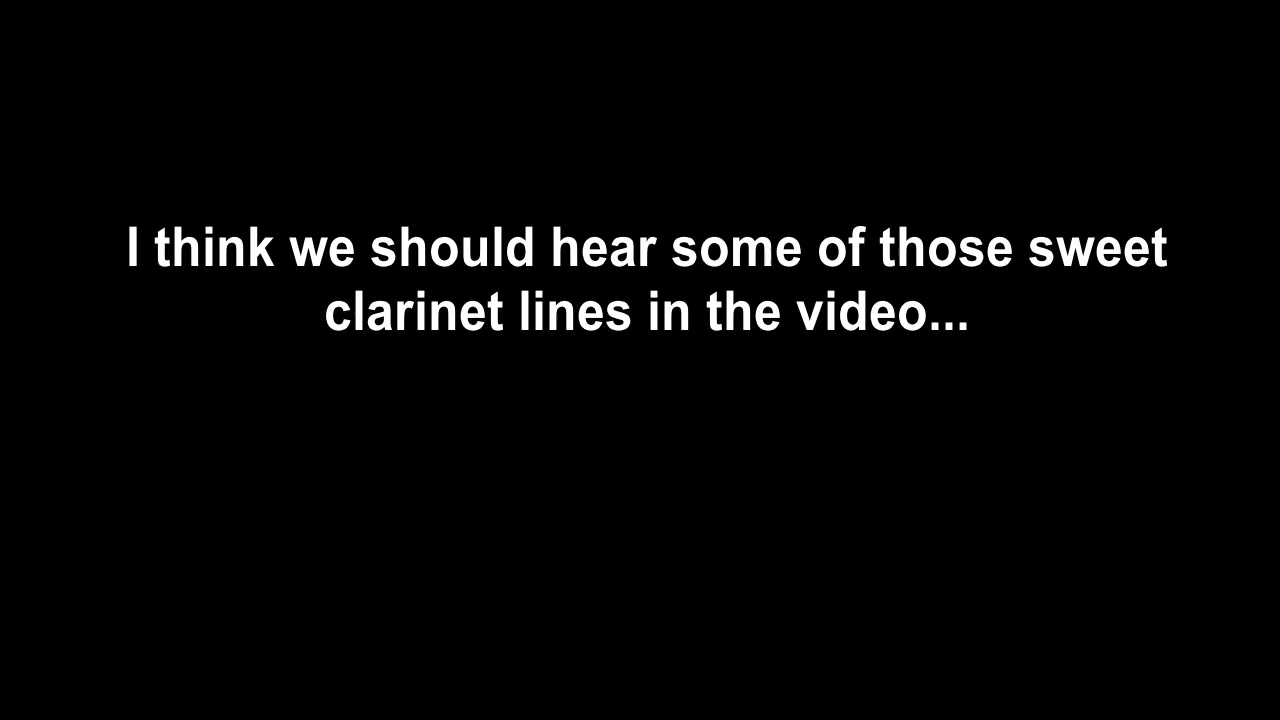 I think we should hear some of those sweet
clarinet lines in the video...